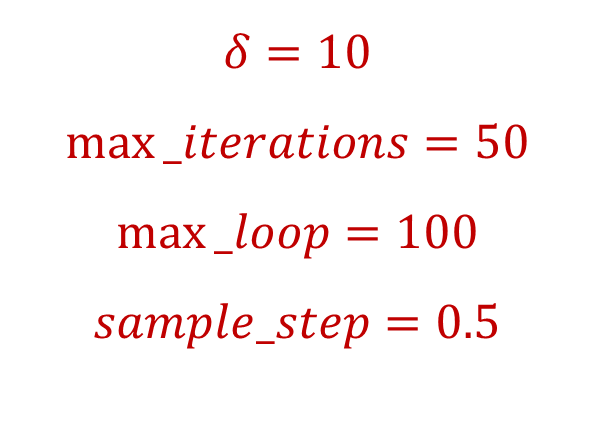 δ = 10
max _iterations = 50
max _loop = 100
sample_step = 0.5